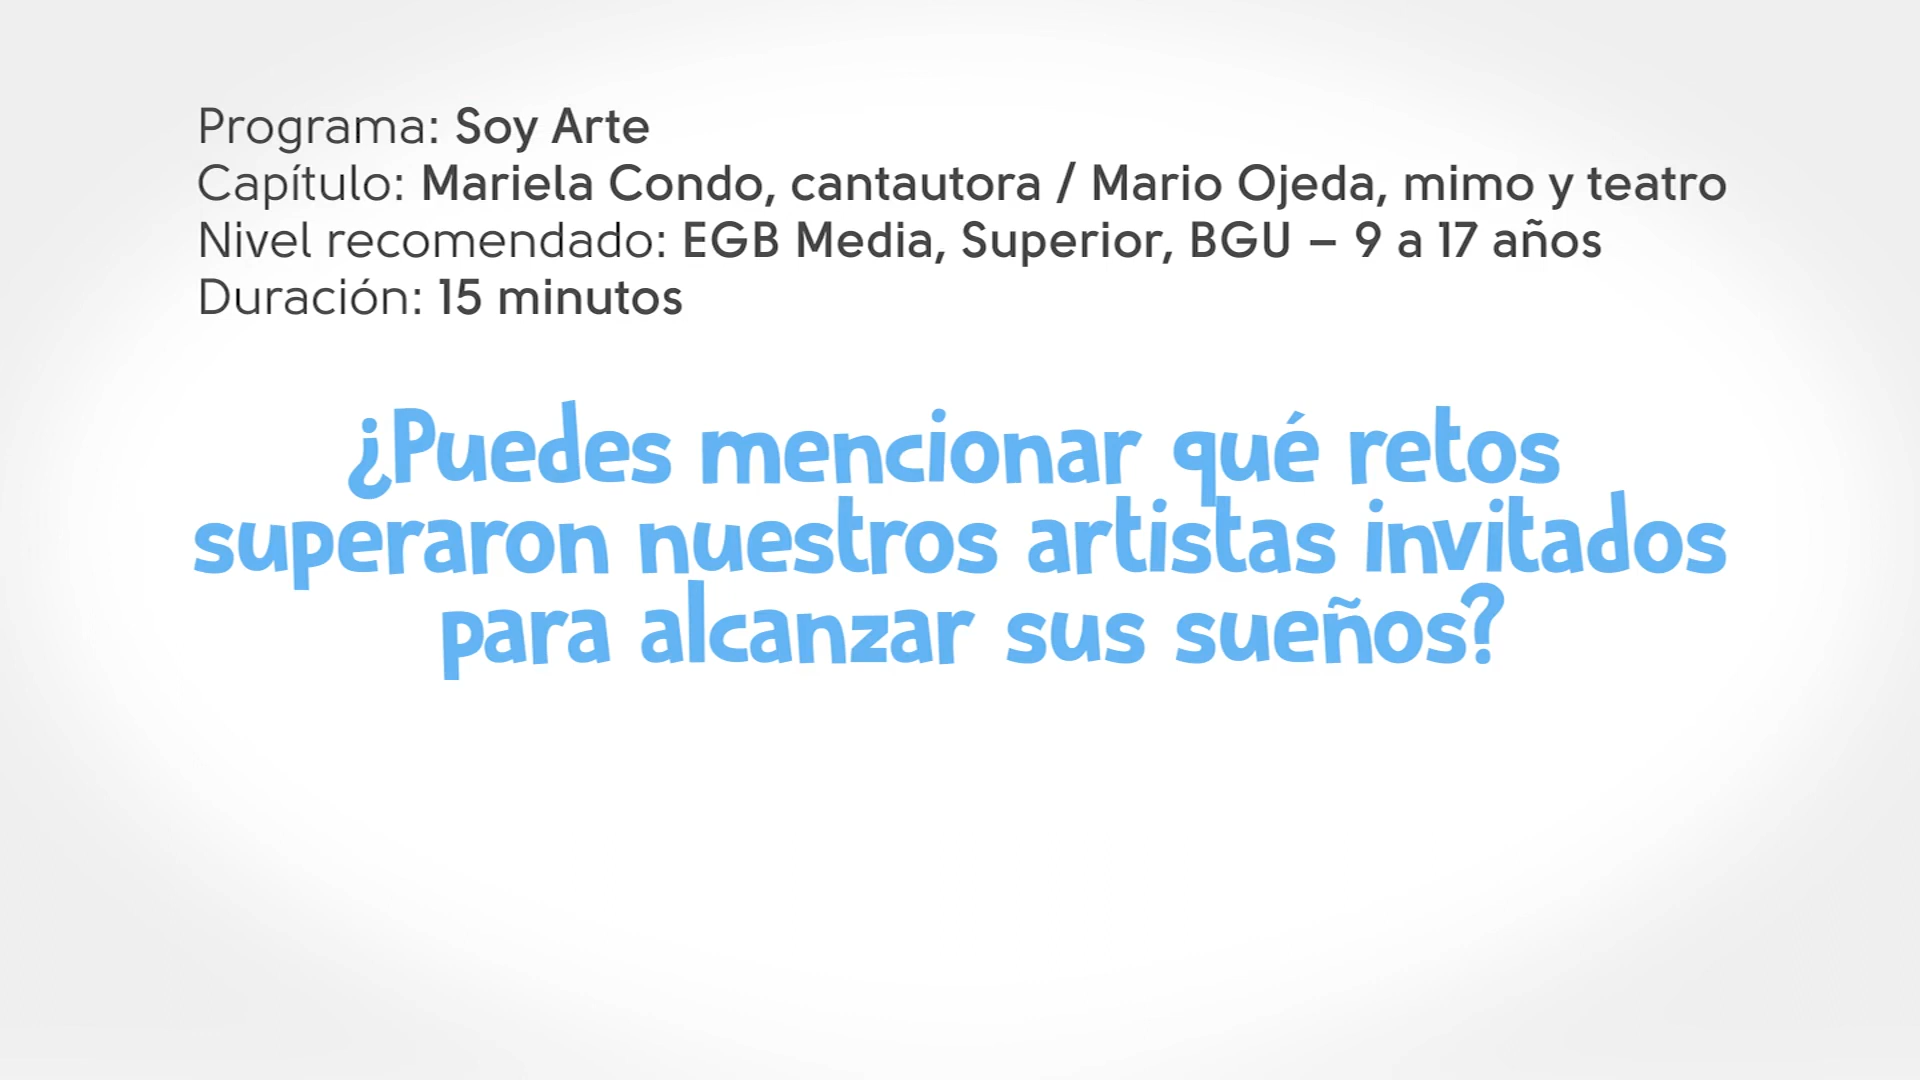 Programa: Soy Arte
Capítulo: Mariela Condo, cantautora / Mario Ojeda, mimo y teatro
Nivel recomendado: EGB Media, Superior, BGU – 9 a 17 años
Duración: 15 minutos
¿Puedes mencionar qué retos
superaron nuestros artistas invitados
para alcanzar sus sueños?